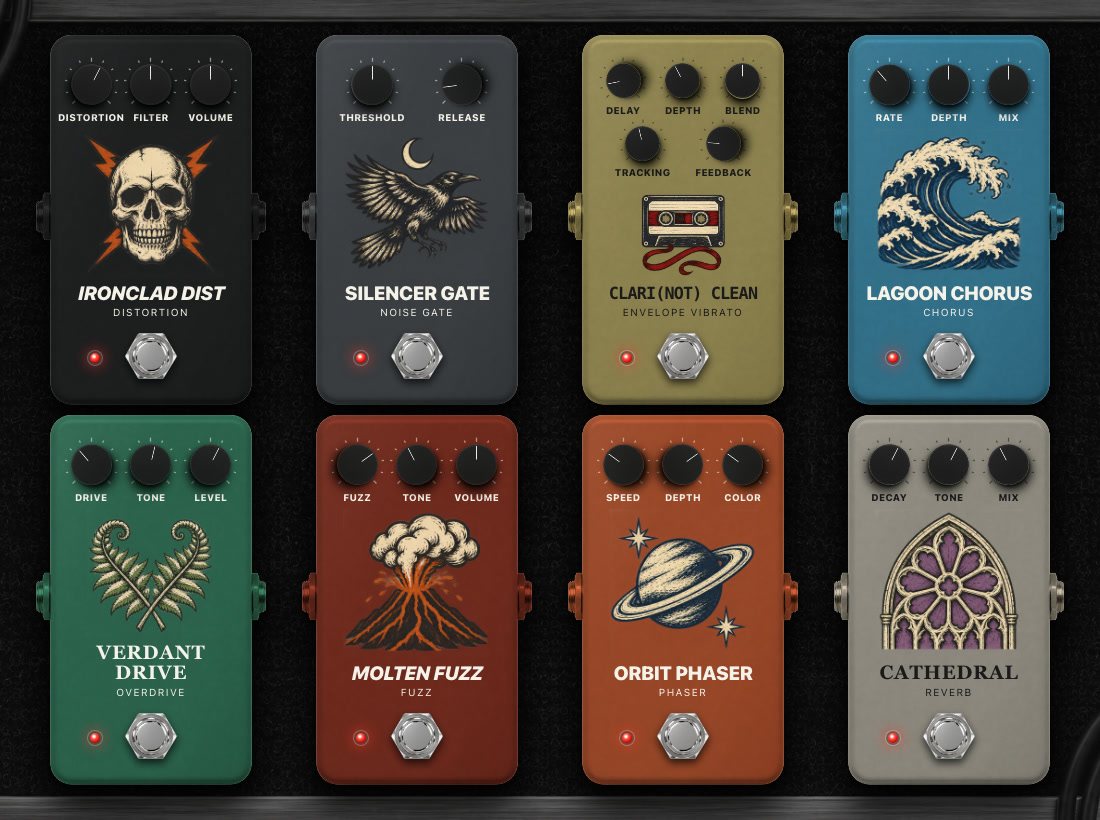 DISTORTION FILTER VOLUME
IRONCLAD DIST
DISTORTION
THRESHOLD RELEASE
SILENCER GATE
NOISE GATE
DELAY DEPTH BLEND
TRACKING FEEDBACK
CLARI(NOT) CLEAN
ENVELOPE VIBRATO
RATE DEPTH MIX
LAGOON CHORUS
CHORUS
DRIVE TONE LEVEL
VERDANT
DRIVE
OVERDRIVE
FUZZ TONE VOLUME
MOLTEN FUZZ
FUZZ
SPEED DEPTH COLOR
ORBIT PHASER
PHASER
DECAY TONE MIX
CATHEDRAL
REVERB